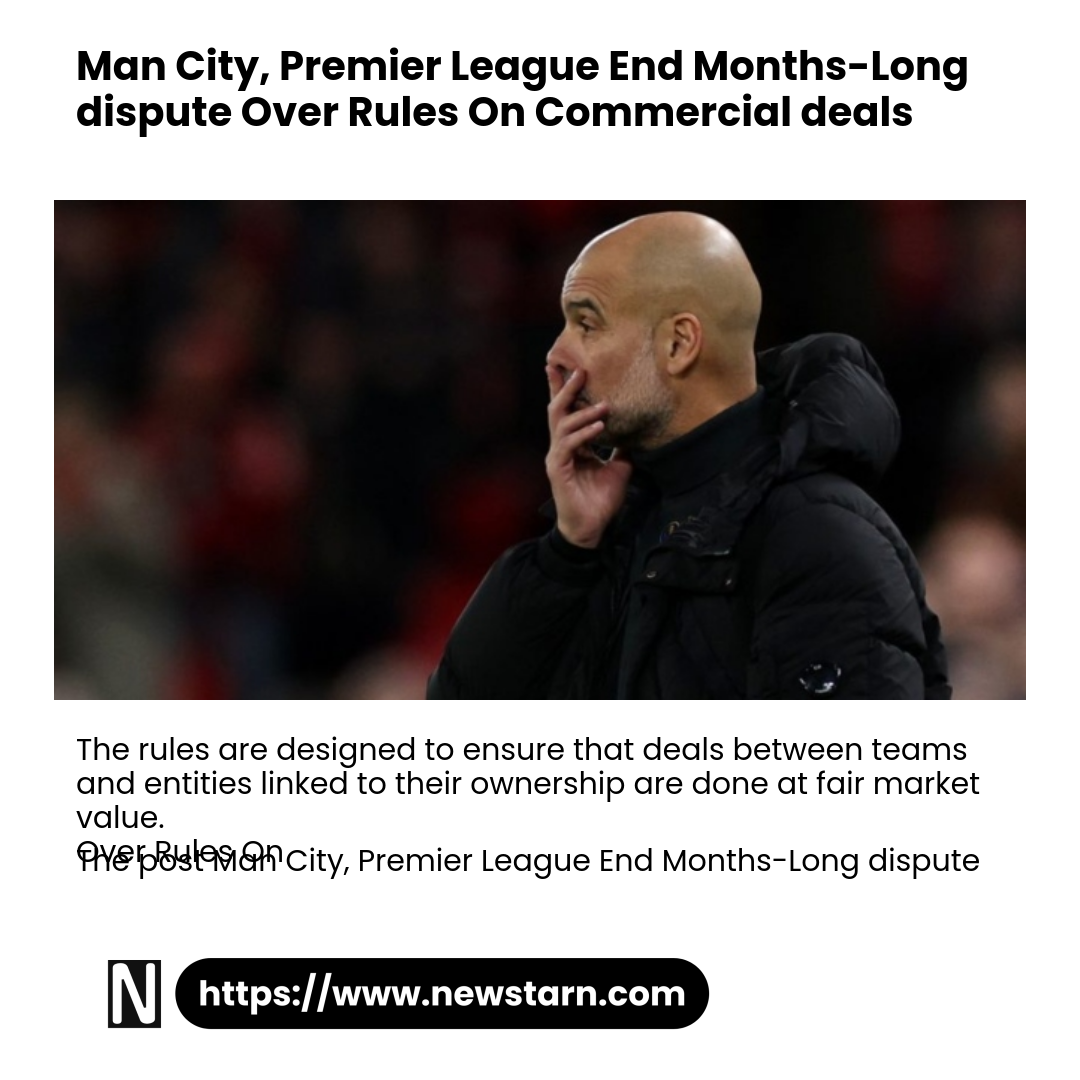 Man City, Premier League End Months-Long
dispute Over Rules On Commercial deals
The rules are designed to ensure that deals between teams
and entities linked to their ownership are done at fair market
value.
Over Rules On
The post Man City, Premier League End Months-Long dispute
N
https://www.newstarn.com